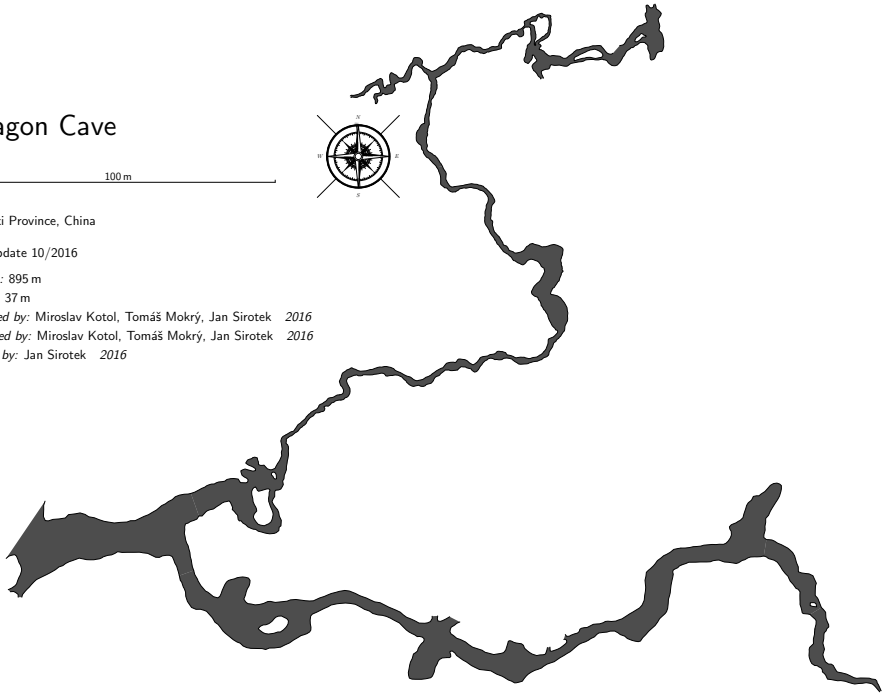 agon Cave
100 m
i Province, China
pdate 10/2016
: 895 m
37 m
ed by: Miroslav Kotol, Tomáš Mokrý, Jan Sirotek 2016
ed by: Miroslav Kotol, Tomáš Mokrý, Jan Sirotek 2016
by: Jan Sirotek 2016
N
W E
S